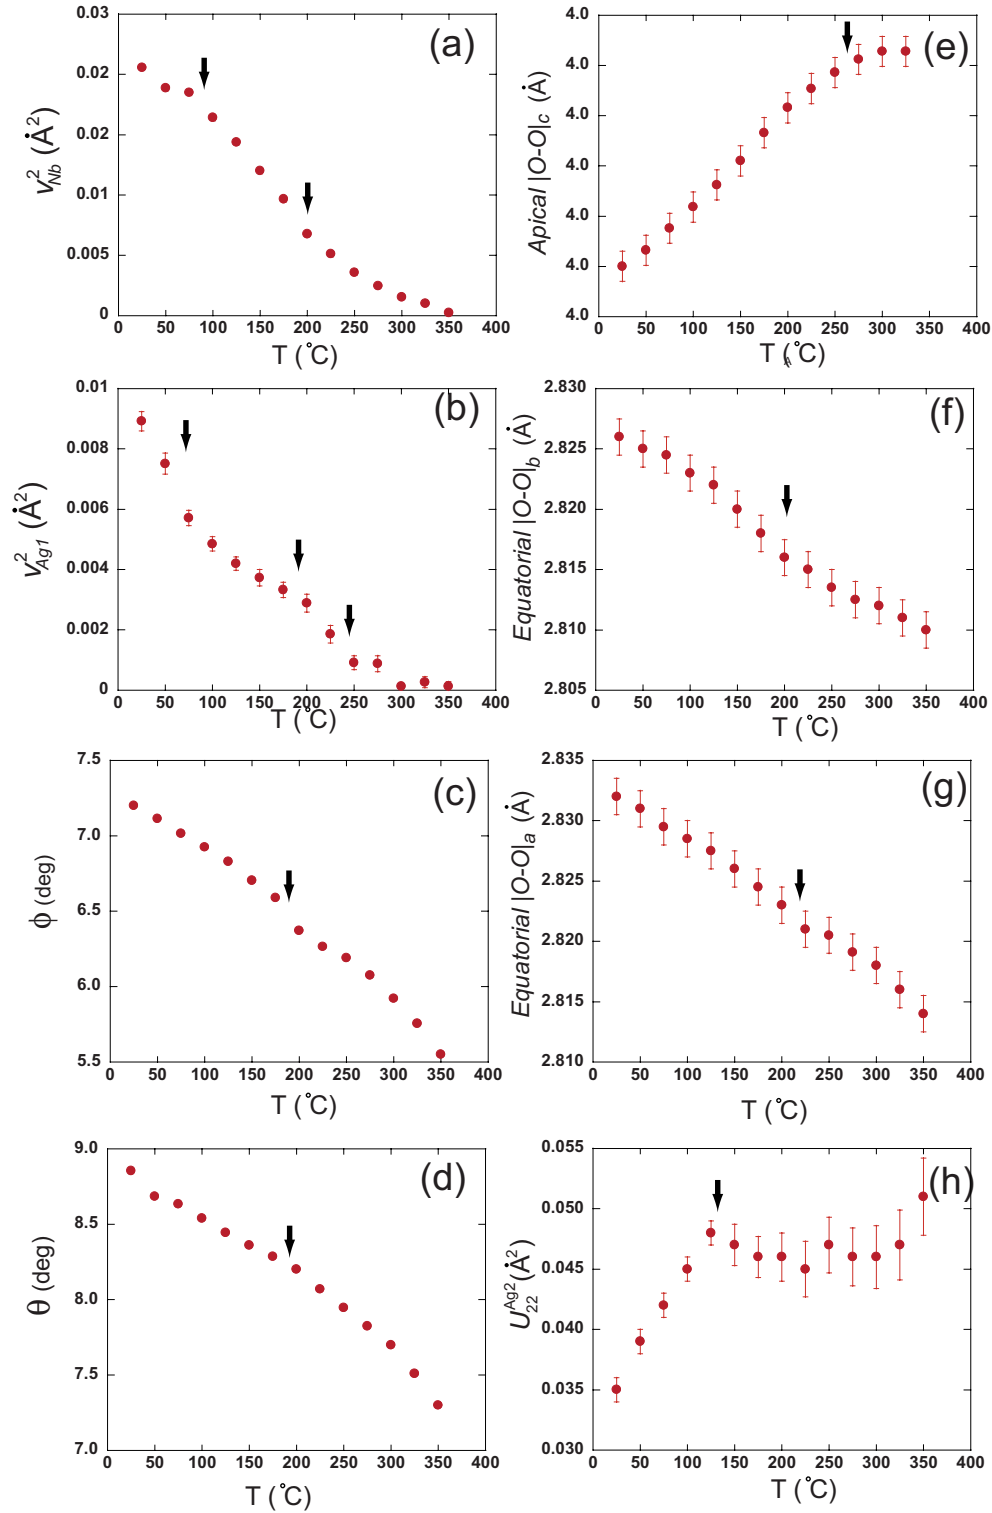 (a)
0.03
0.02
0.02
0.01
0.005
0
v²Nb (Å²)
0 50 100 150 200 250 300 350 400
T (°C)
(e)
4.0
4.0
4.0
4.0
4.0
4.0
4.0
Apical |O-O|c (Å)
0 50 100 150 200 250 300 350 400
T (°C)
A
(b)
0.01
0.008
0.006
0.004
0.002
0
v²Ag1 (Å²)
0 50 100 150 200 250 300 350 400
T (°C)
(f)
2.830
2.825
2.820
2.815
2.810
2.805
Equatorial |O-O|b (Å)
0 50 100 150 200 250 300 350 400
T (°C)
(c)
7.5
7.0
6.5
6.0
5.5
ϕ (deg)
0 50 100 150 200 250 300 350 400
T (°C)
(g)
2.835
2.830
2.825
2.820
2.815
2.810
Equatorial |O-O|a (Å)
0 50 100 150 200 250 300 350 400
T (°C)
(d)
9.0
8.5
8.0
7.5
7.0
θ (deg)
0 50 100 150 200 250 300 350 400
T (°C)
(h)
0.055
0.050
0.045
0.040
0.035
0.030
U22^Ag2 (Å²)
0 50 100 150 200 250 300 350 400
T (°C)